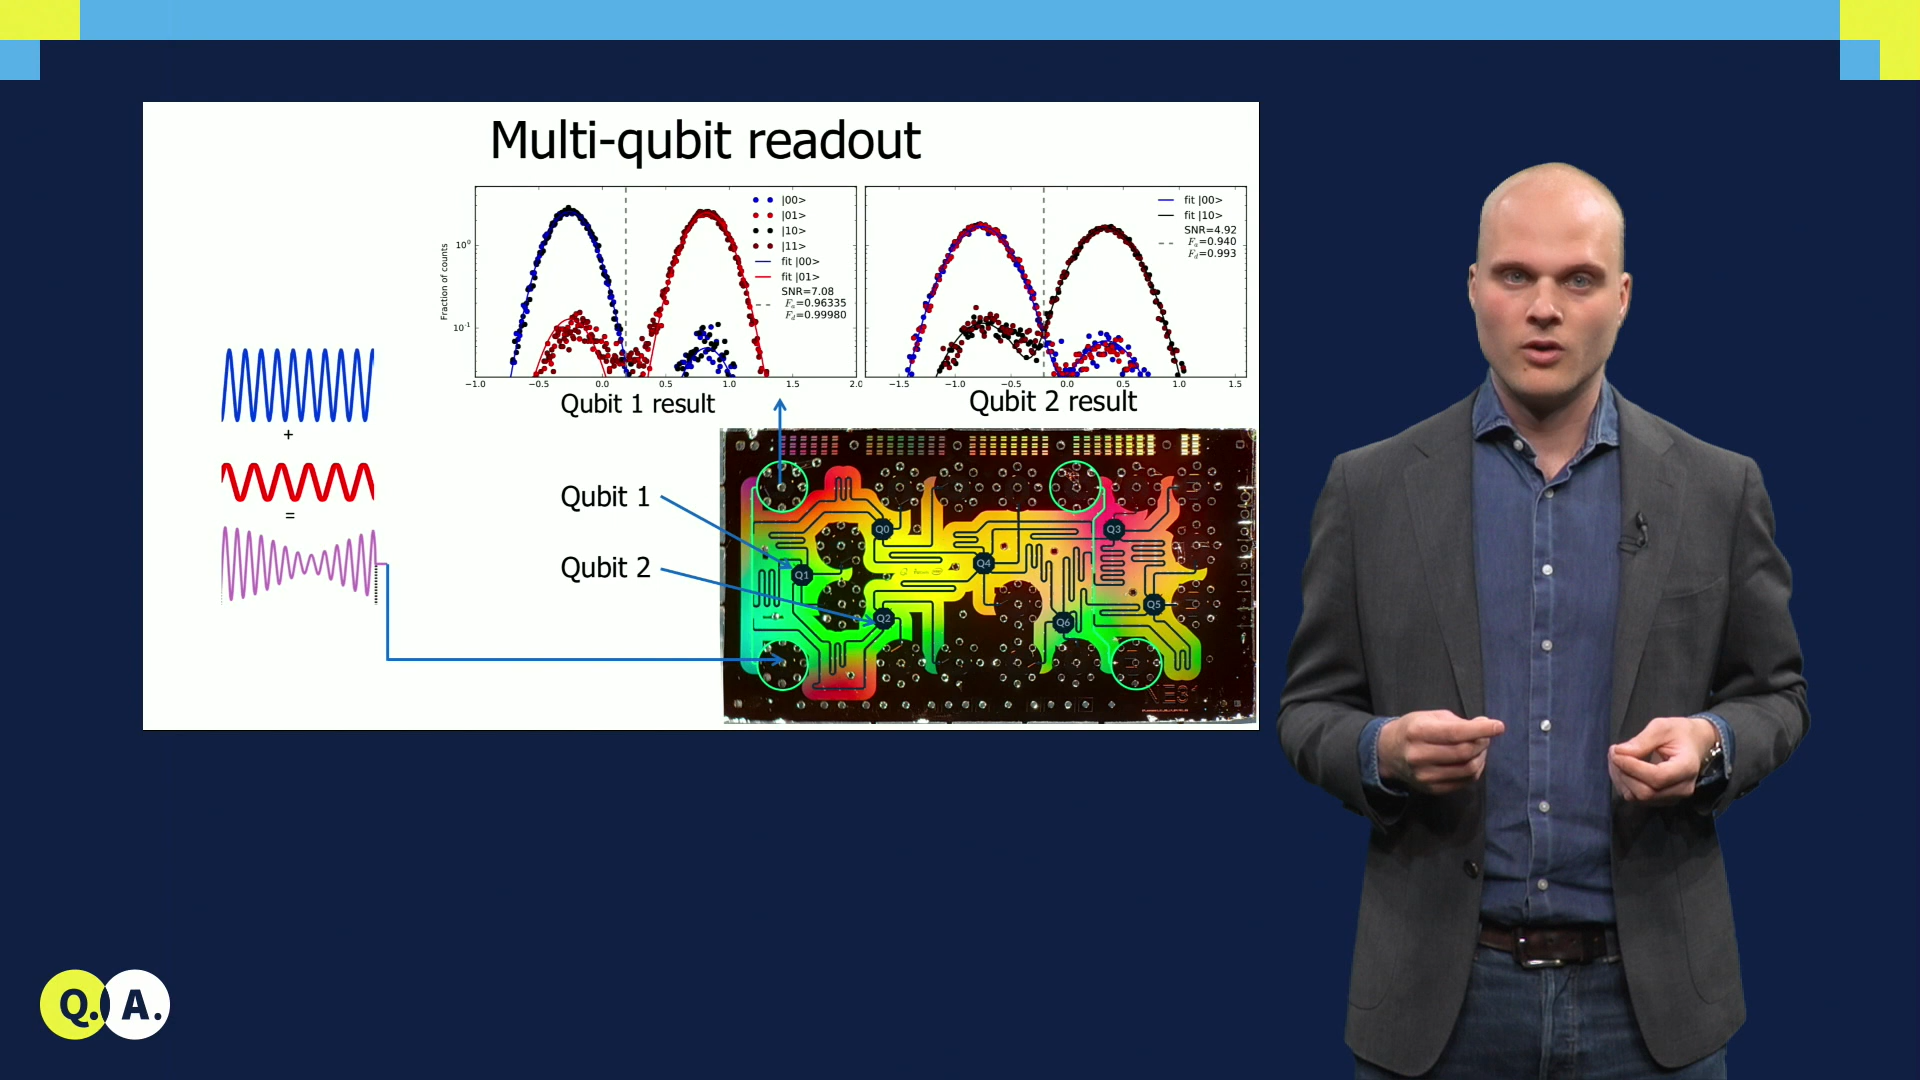 Multi-qubit readout
Fraction of counts
10⁰
10⁻¹
|00>
|01>
|10>
|11>
fit |00>
fit |01>
SNR=7.08
Fₐ=0.96335
F_d=0.99980
−1.0 −0.5 0.0 0.5 1.0 1.5 2.0
Qubit 1 result
fit |00>
fit |10>
SNR=4.92
Fₐ=0.940
F_d=0.993
−1.5 −1.0 −0.5 0.0 0.5 1.0 1.5
Qubit 2 result
+
=
Qubit 1
Qubit 2
Q0
Q1
Q2
Q3
Q4
Q5
Q6
Q. A.